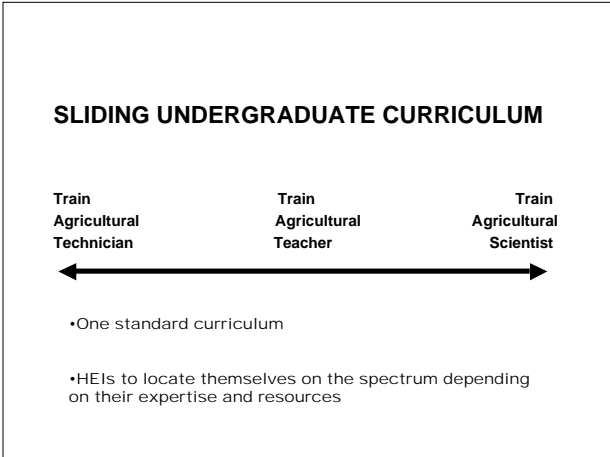 SLIDING UNDERGRADUATE CURRICULUM
Train Agricultural Technician
Train Agricultural Teacher
Train Agricultural Scientist
•One standard curriculum
•HEIs to locate themselves on the spectrum depending
on their expertise and resources